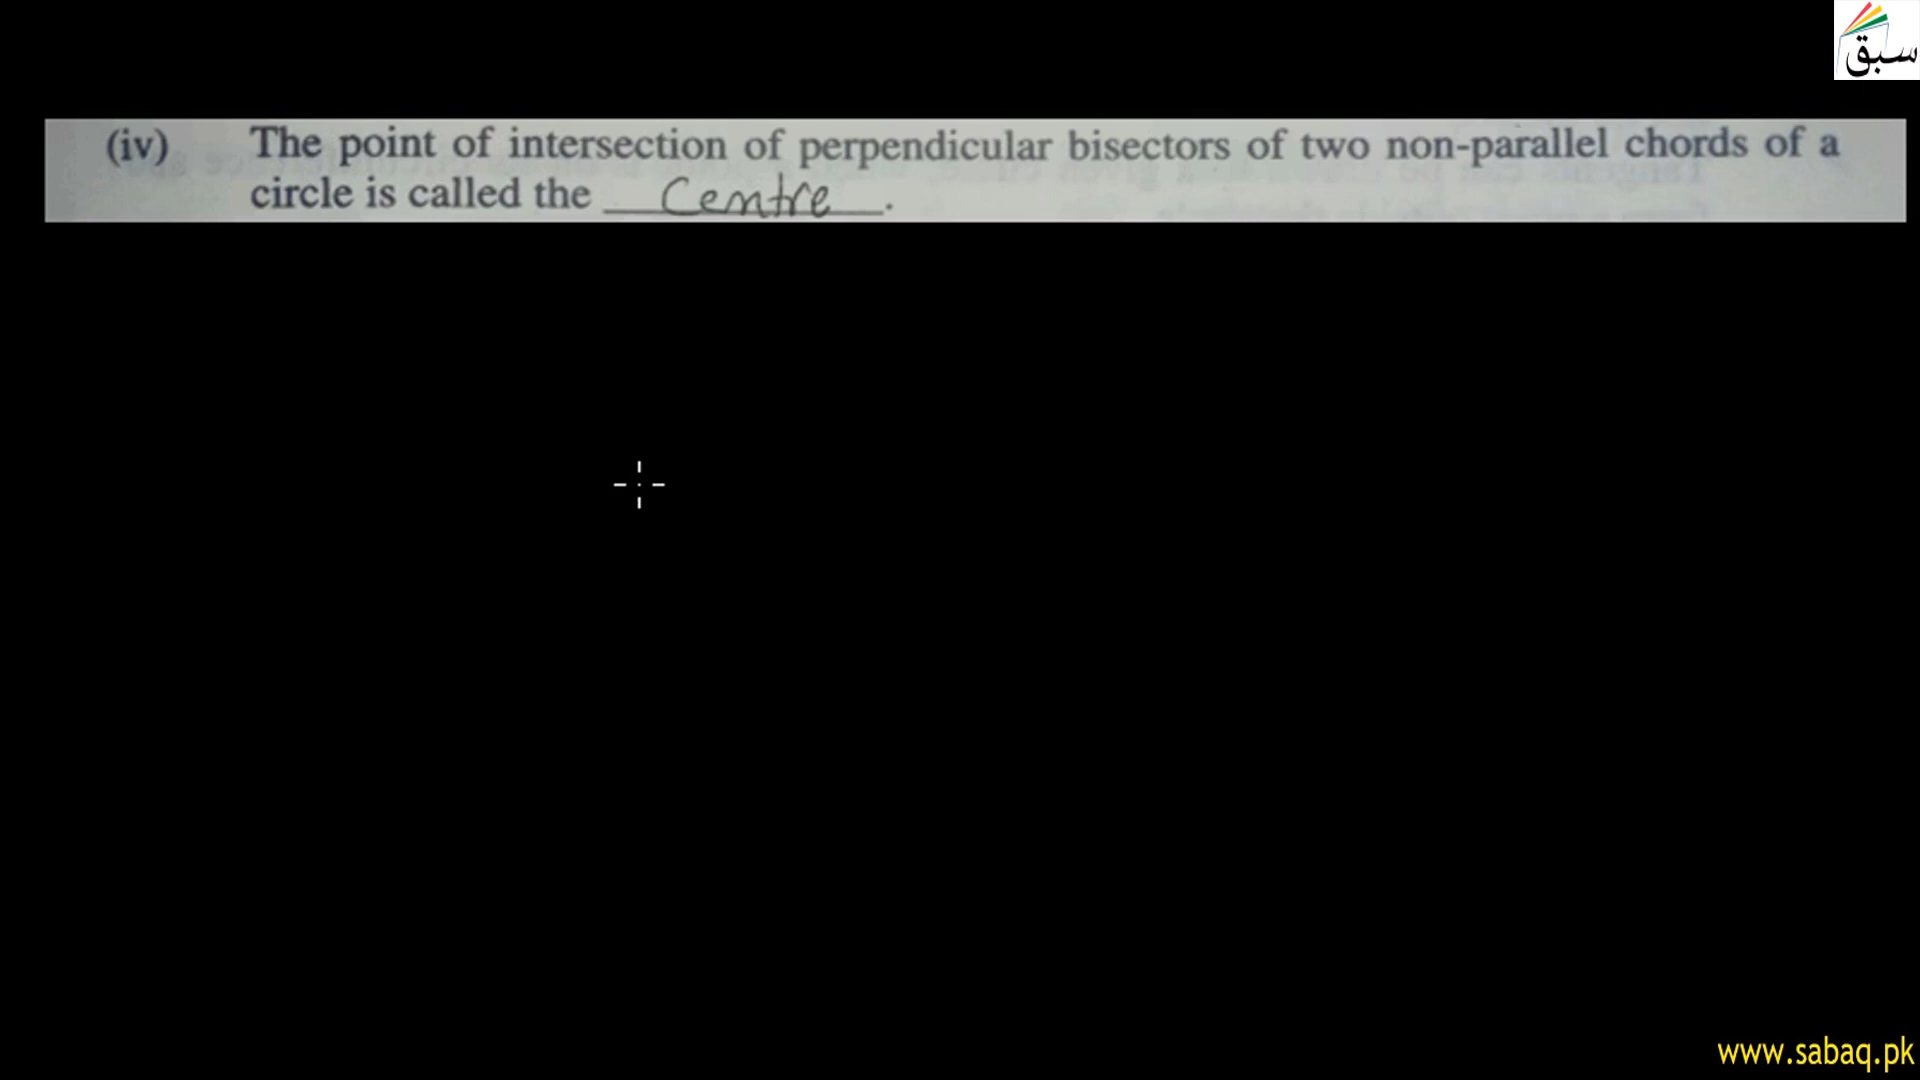 سبق
(iv) The point of intersection of perpendicular bisectors of two non-parallel chords of a
circle is called the Centre.
www.sabaq.pk